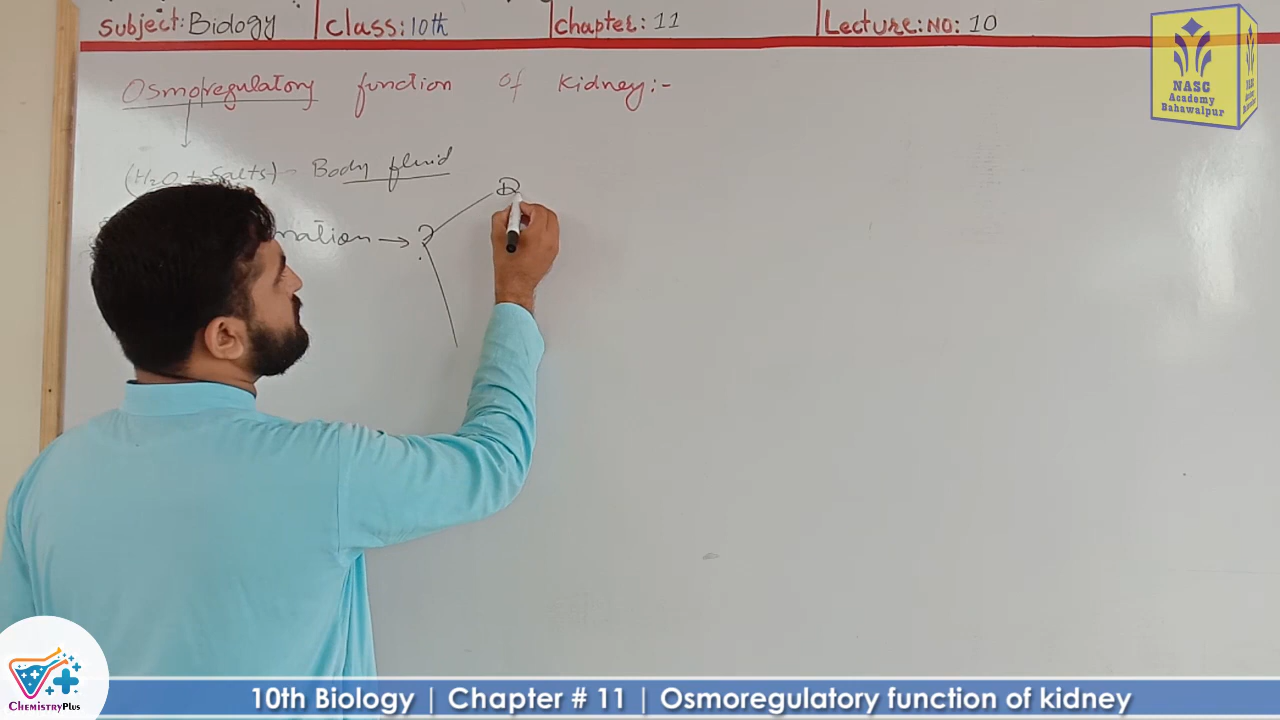 Subject: Biology | Class: 10th | Chapter: 11 | Lecture: NO: 10
NASC
Academy
Bahawalpur
Osmoregulatory function of kidney:-
(H2O + Salts) - Body fluid
→ ?
D
ChemistryPlus
10th Biology | Chapter # 11 | Osmoregulatory function of kidney